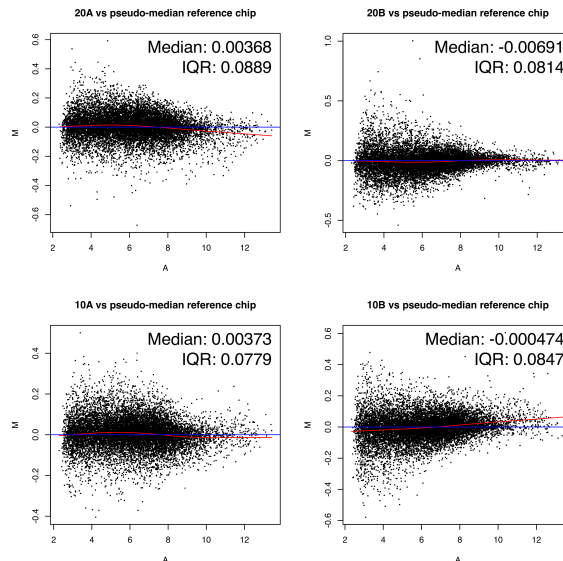 20A vs pseudo-median reference chip
Median: 0.00368
IQR: 0.0889
M
0.6
0.4
0.2
0.0
-0.2
-0.4
-0.6
2 4 6 8 10 12
A
20B vs pseudo-median reference chip
Median: -0.00691
IQR: 0.0814
M
1.0
0.5
0.0
-0.5
2 4 6 8 10 12
A
10A vs pseudo-median reference chip
Median: 0.00373
IQR: 0.0779
M
0.4
0.2
0.0
-0.2
-0.4
2 4 6 8 10 12
A
10B vs pseudo-median reference chip
Median: -0.000474
IQR: 0.0847
M
0.6
0.4
0.2
0.0
-0.2
-0.4
-0.6
2 4 6 8 10 12
A